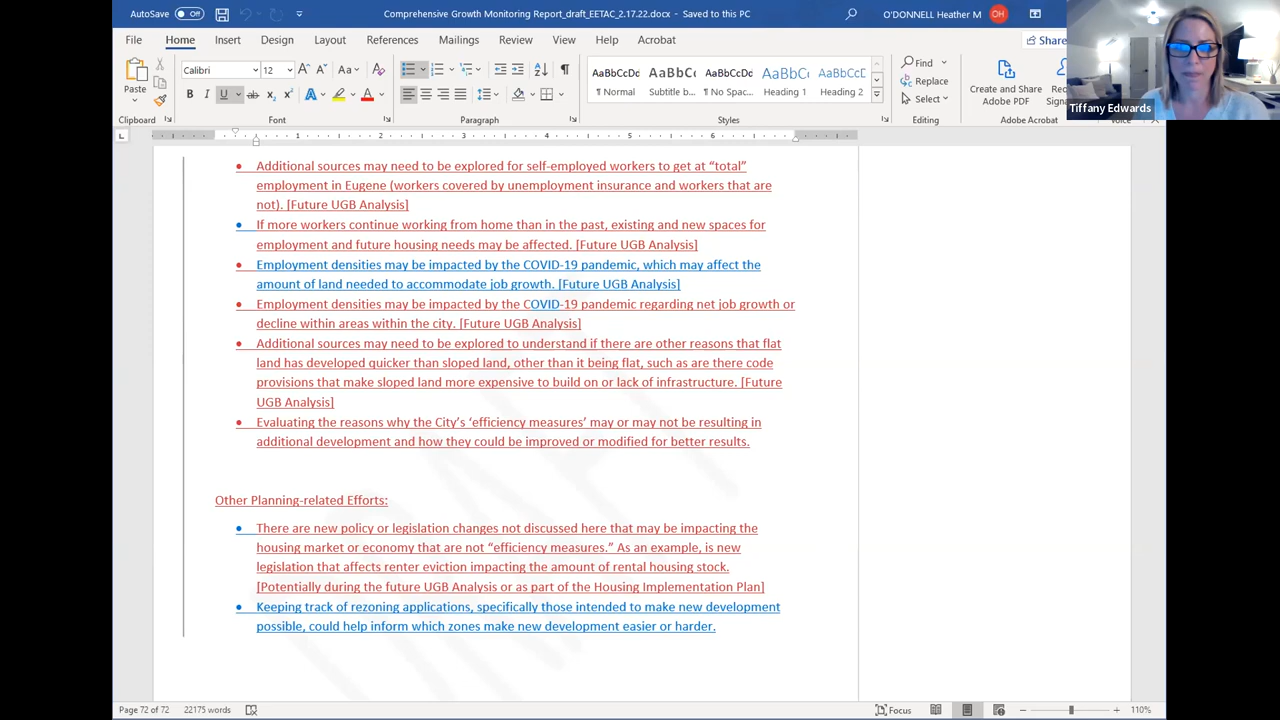 AutoSave Off Comprehensive Growth Monitoring Report_draft_EETAC_2.17.22.docx - Saved to this PC O'DONNELL Heather M OH
File Home Insert Design Layout References Mailings Review View Help Acrobat Share
Calibri 12 Aa AaBbCcDd AaBbCcD AaBbCcDd AaBbCcD AaBbCcD Find
Paste B I U ab x2 x2 A A ¶ Normal Subtitle b... ¶ No Spac... Heading 1 Heading 2 Replace Select Create and Share Adobe PDF
Clipboard Font Paragraph Styles Editing Adobe Acrobat Voice
Tiffany Edwards
1 2 3 4 5 6
• Additional sources may need to be explored for self-employed workers to get at “total”
employment in Eugene (workers covered by unemployment insurance and workers that are
not). [Future UGB Analysis]
• If more workers continue working from home than in the past, existing and new spaces for
employment and future housing needs may be affected. [Future UGB Analysis]
• Employment densities may be impacted by the COVID-19 pandemic, which may affect the
amount of land needed to accommodate job growth. [Future UGB Analysis]
• Employment densities may be impacted by the COVID-19 pandemic regarding net job growth or
decline within areas within the city. [Future UGB Analysis]
• Additional sources may need to be explored to understand if there are other reasons that flat
land has developed quicker than sloped land, other than it being flat, such as are there code
provisions that make sloped land more expensive to build on or lack of infrastructure. [Future
UGB Analysis]
• Evaluating the reasons why the City’s ‘efficiency measures’ may or may not be resulting in
additional development and how they could be improved or modified for better results.
Other Planning-related Efforts:
• There are new policy or legislation changes not discussed here that may be impacting the
housing market or economy that are not “efficiency measures.” As an example, is new
legislation that affects renter eviction impacting the amount of rental housing stock.
[Potentially during the future UGB Analysis or as part of the Housing Implementation Plan]
• Keeping track of rezoning applications, specifically those intended to make new development
possible, could help inform which zones make new development easier or harder.
Page 72 of 72 22175 words Focus 110%